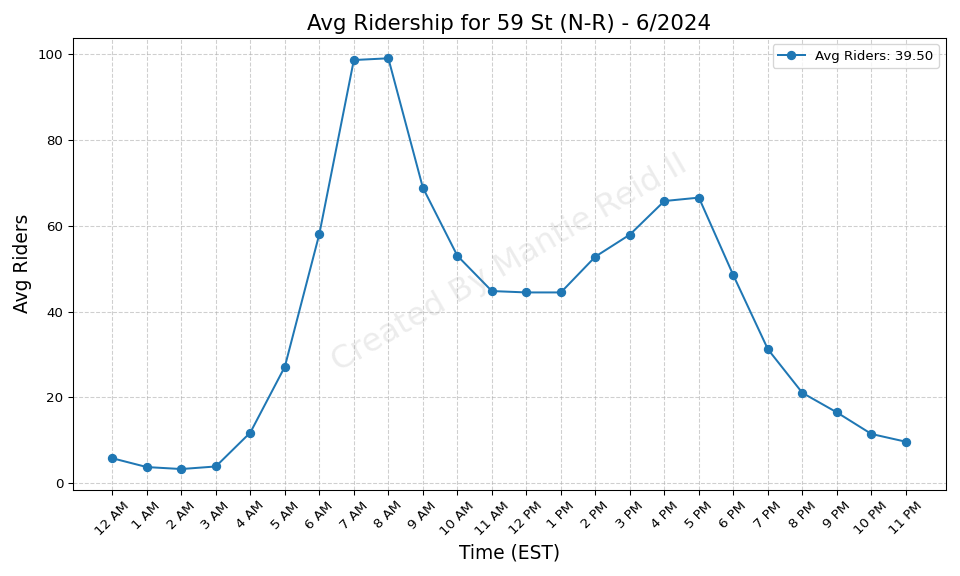 Avg Ridership for 59 St (N-R) - 6/2024
Avg Riders: 39.50
Created By Mantie Reid II
Avg Riders
100
80
60
40
20
0
12 AM 1 AM 2 AM 3 AM 4 AM 5 AM 6 AM 7 AM 8 AM 9 AM 10 AM 11 AM 12 PM 1 PM 2 PM 3 PM 4 PM 5 PM 6 PM 7 PM 8 PM 9 PM 10 PM 11 PM
Time (EST)